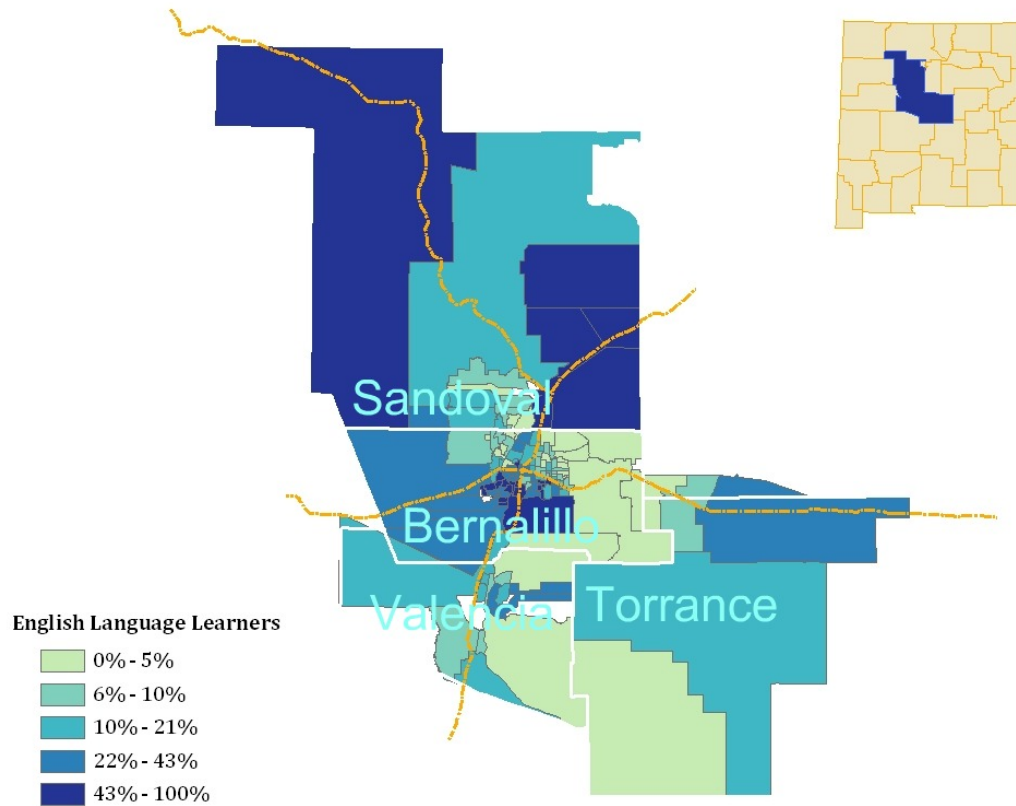 Sandoval
Bernalillo
Valencia
Torrance
English Language Learners
0% - 5%
6% - 10%
10% - 21%
22% - 43%
43% - 100%